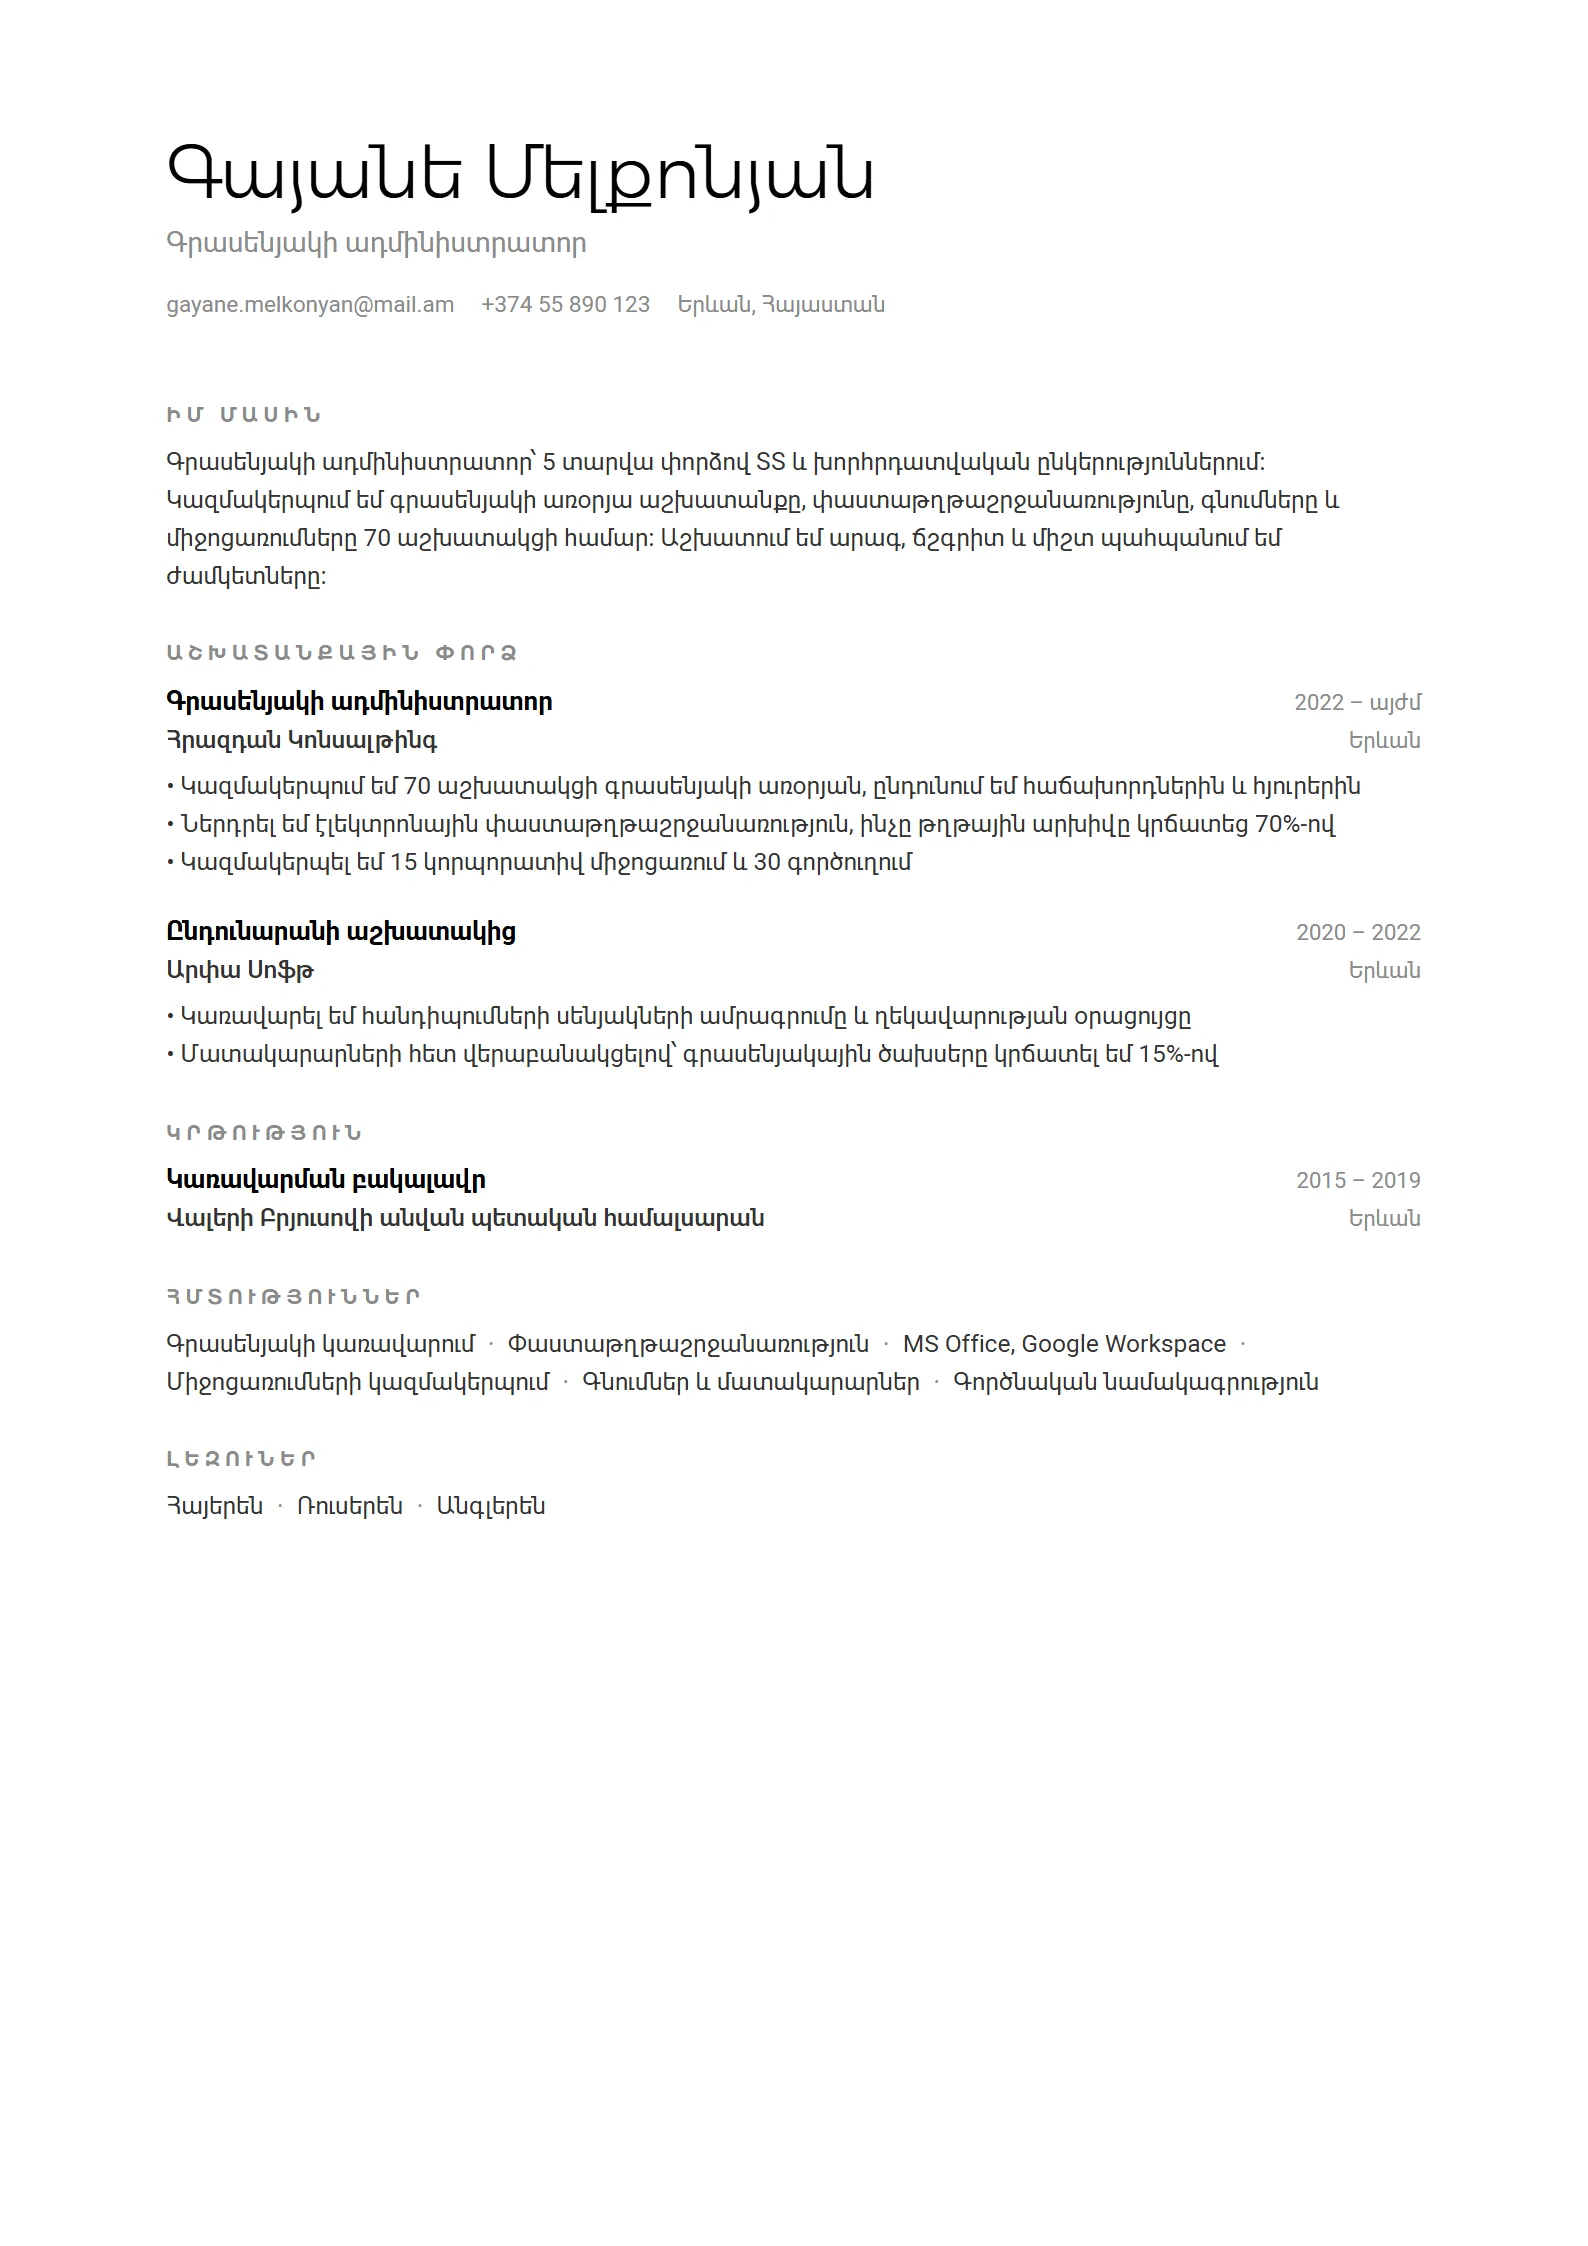 Գայանե Մելքոնյան
Գրասենյակի ադմինիստրատոր
gayane.melkonyan@mail.am +374 55 890 123 Երևան, Հայաստան
ԻՄ ՄԱՍԻՆ
Գրասենյակի ադմինիստրատոր՝ 5 տարվա փորձով SS և խորհրդատվական ընկերություններում:
Կազմակերպում եմ գրասենյակի առօրյա աշխատանքը, փաստաթղթաշրջանառությունը, գնումները և
միջոցառումները 70 աշխատակցի համար: Աշխատում եմ արագ, ճշգրիտ և միշտ պահպանում եմ
ժամկետները:
ԱՇԽԱՏԱՆՔԱՅԻՆ ՓՈՐՁ
Գրասենյակի ադմինիստրատոր 2022 – այժմ
Հրազդան Կոնսալթինգ Երևան
• Կազմակերպում եմ 70 աշխատակցի գրասենյակի առօրյան, ընդունում եմ հաճախորդներին և հյուրերին
• Ներդրել եմ էլեկտրոնային փաստաթղթաշրջանառություն, ինչը թղթային արխիվը կրճատեց 70%-ով
• Կազմակերպել եմ 15 կորպորատիվ միջոցառում և 30 գործուղում
Ընդունարանի աշխատակից 2020 – 2022
Արփա Սոֆթ Երևան
• Կառավարել եմ հանդիպումների սենյակների ամրագրումը և ղեկավարության օրացույցը
• Մատակարարների հետ վերաբանակցելով՝ գրասենյակային ծախսերը կրճատել եմ 15%-ով
ԿՐԹՈՒԹՅՈՒՆ
Կառավարման բակալավր 2015 – 2019
Վալերի Բրյուսովի անվան պետական համալսարան Երևան
ՀՄՏՈՒԹՅՈՒՆՆԵՐ
Գրասենյակի կառավարում · Փաստաթղթաշրջանառություն · MS Office, Google Workspace ·
Միջոցառումների կազմակերպում · Գնումներ և մատակարարներ · Գործնական նամակագրություն
ԼԵԶՈՒՆԵՐ
Հայերեն · Ռուսերեն · Անգլերեն